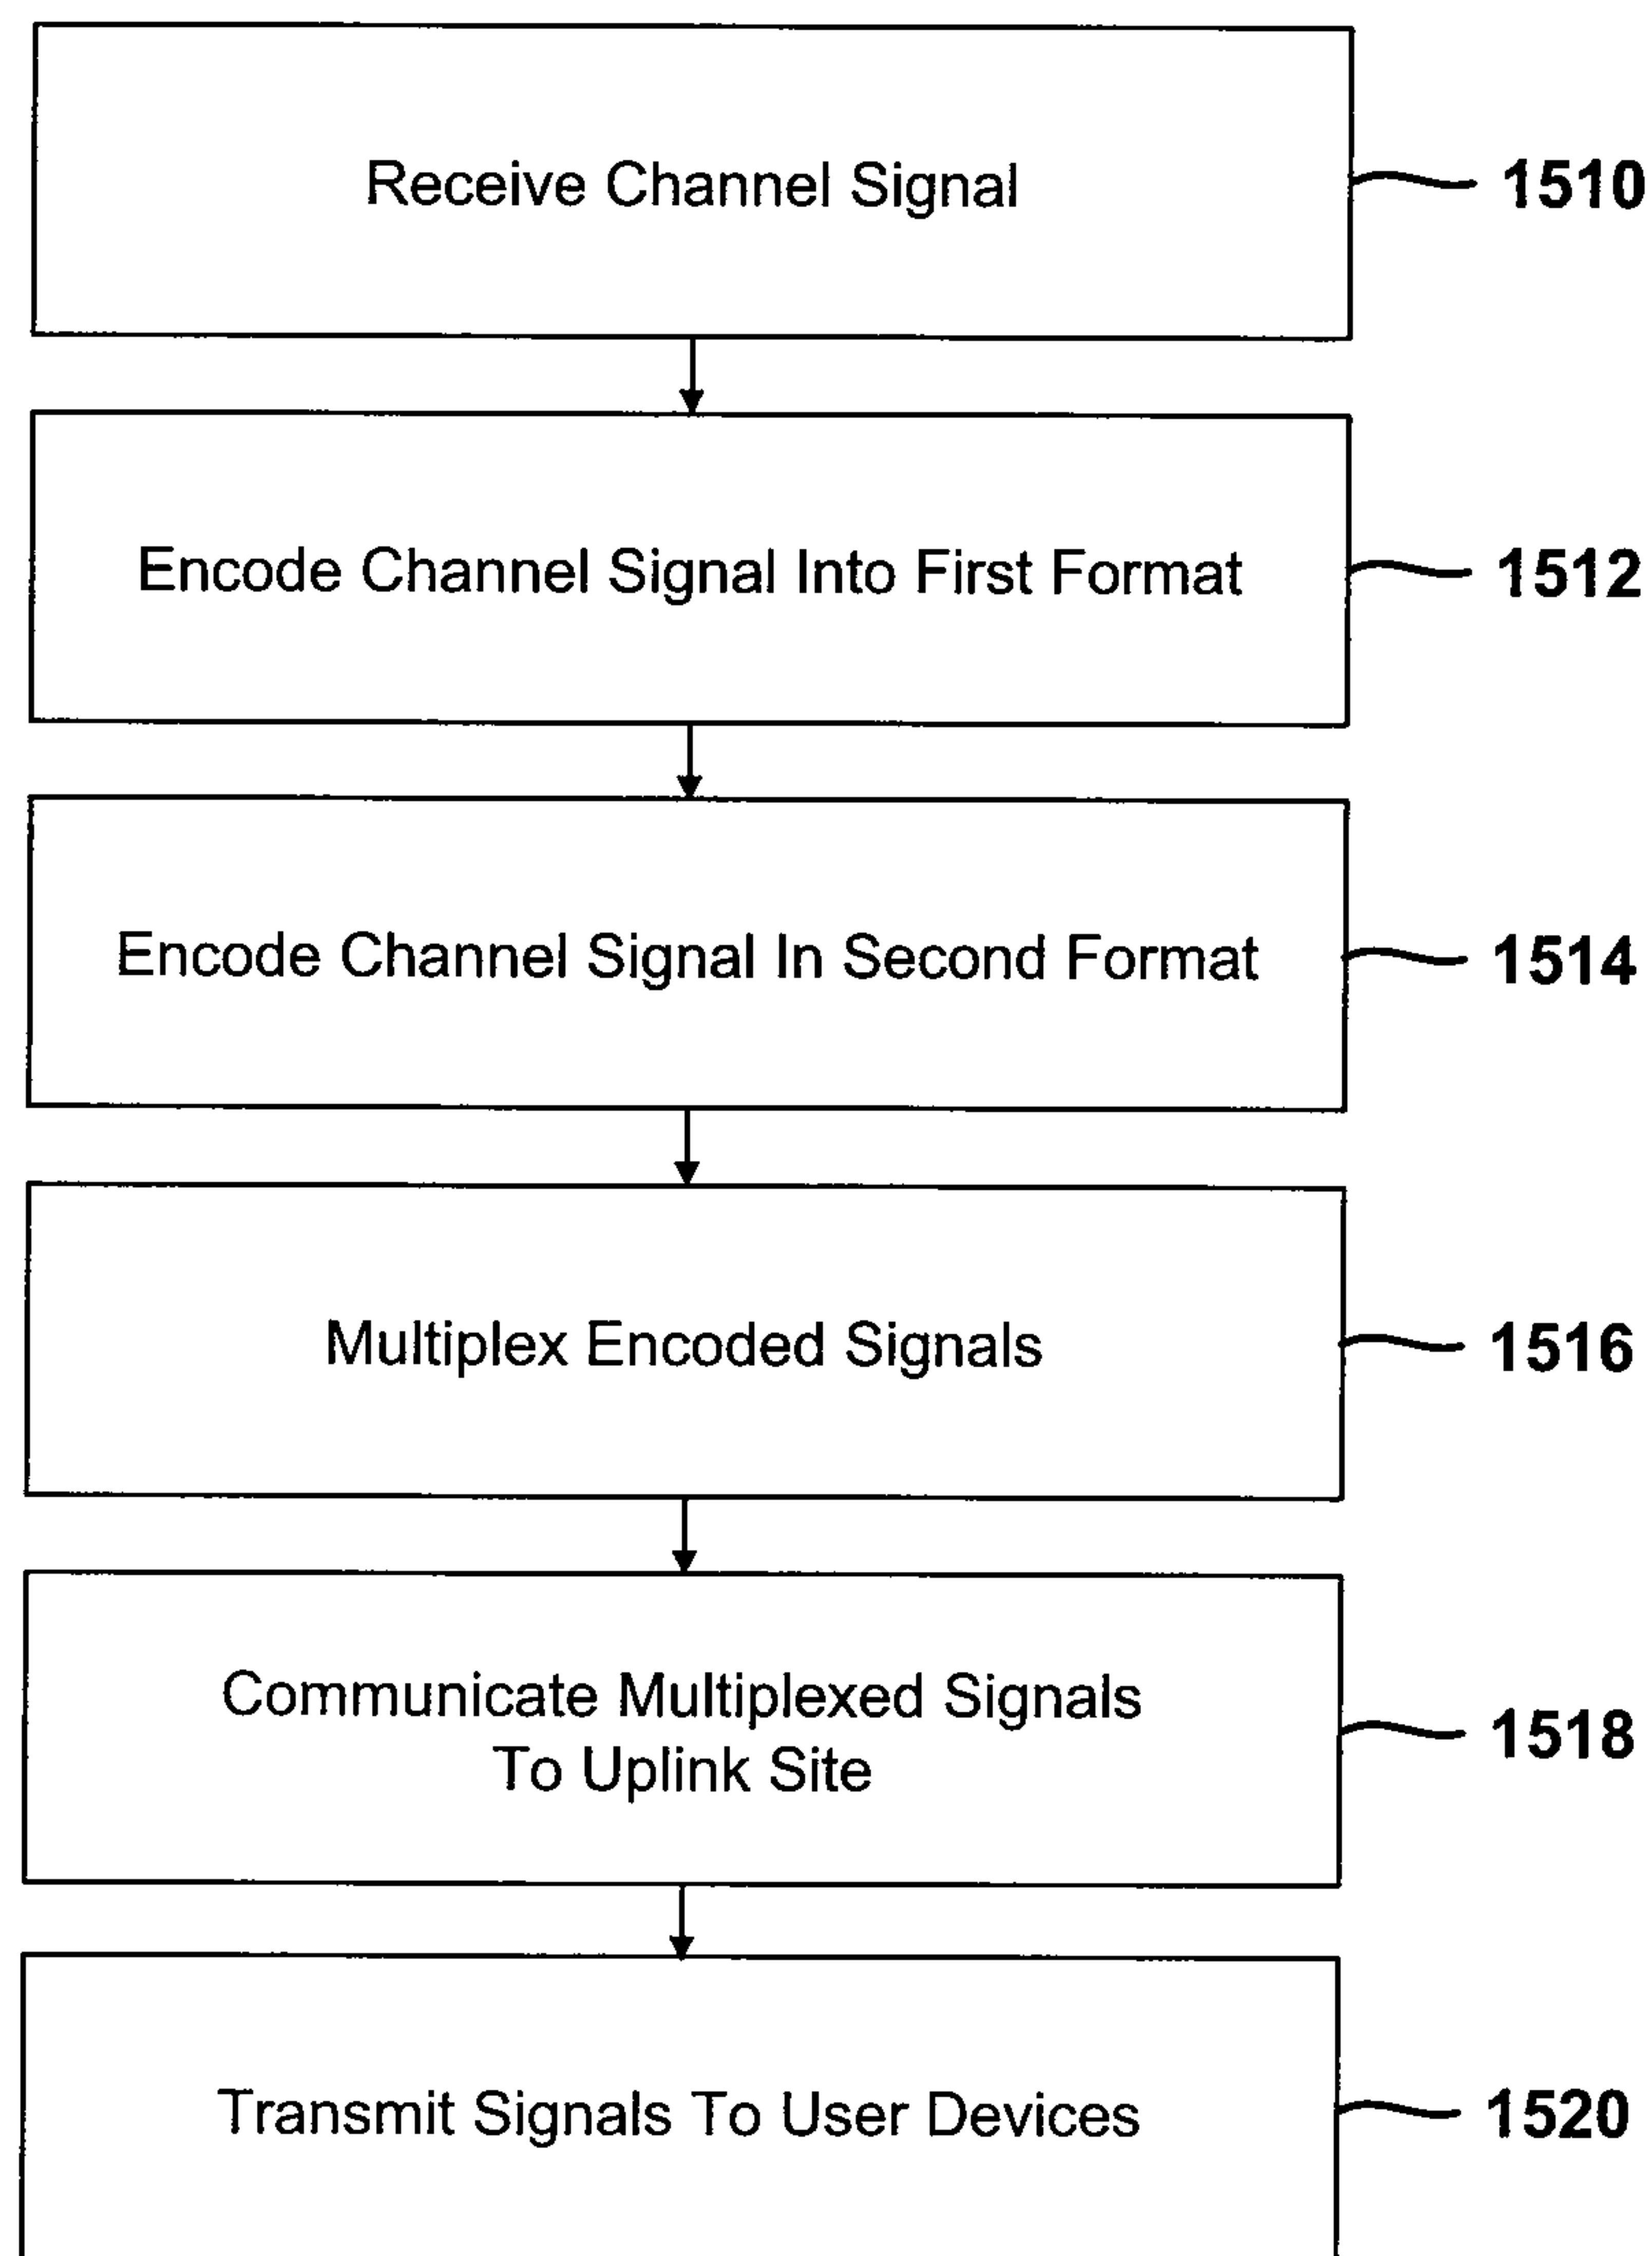 Receive Channel Signal
1510
Encode Channel Signal Into First Format
1512
Encode Channel Signal In Second Format
1514
Multiplex Encoded Signals
1516
Communicate Multiplexed Signals
To Uplink Site
1518
Transmit Signals To User Devices
1520